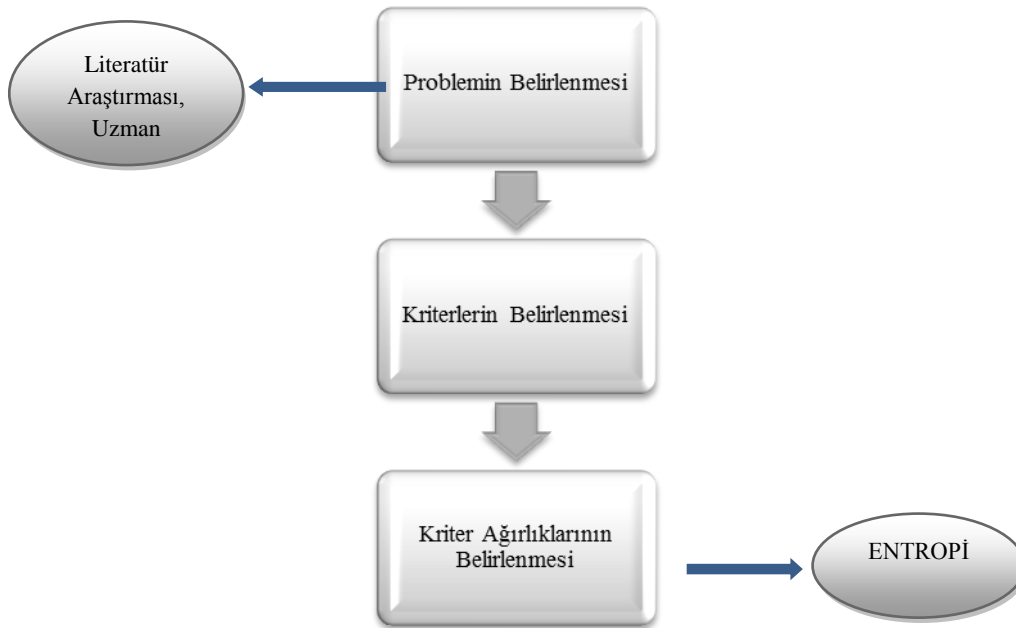 Literatür
Araştırması,
Uzman
Problemin Belirlenmesi
Kriterlerin Belirlenmesi
Kriter Ağırlıklarının
Belirlenmesi
ENTROPİ